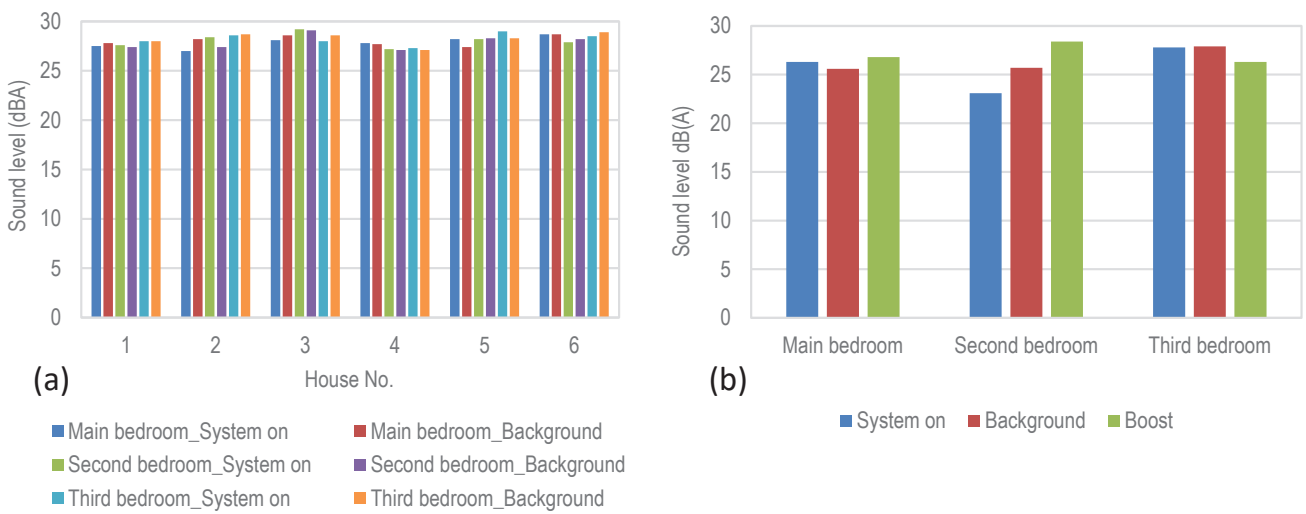 30
25
20
15
10
5
0
Sound level (dBA)
1 2 3 4 5 6
House No.
(a)
Main bedroom_System on
Main bedroom_Background
Second bedroom_System on
Second bedroom_Background
Third bedroom_System on
Third bedroom_Background
30
25
20
15
10
5
0
Sound level dB(A)
Main bedroom Second bedroom Third bedroom
(b)
System on Background Boost